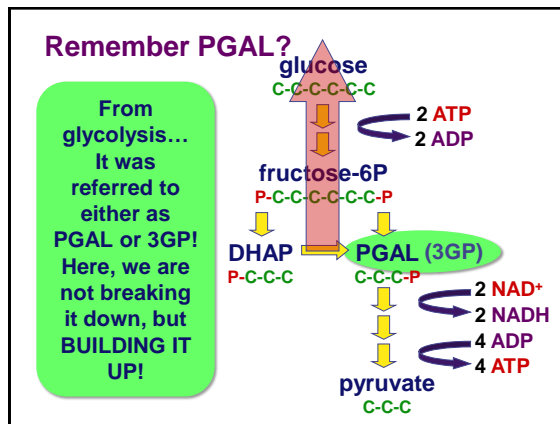 Remember PGAL?
From
glycolysis…
It was
referred to
either as
PGAL or 3GP!
Here, we are
not breaking
it down, but
BUILDING IT
UP!
glucose
C-C-C-C-C-C
2 ATP
2 ADP
fructose-6P
P-C-C-C-C-C-C-P
DHAP
P-C-C-C
PGAL (3GP)
C-C-C-P
2 NAD+
2 NADH
4 ADP
4 ATP
pyruvate
C-C-C